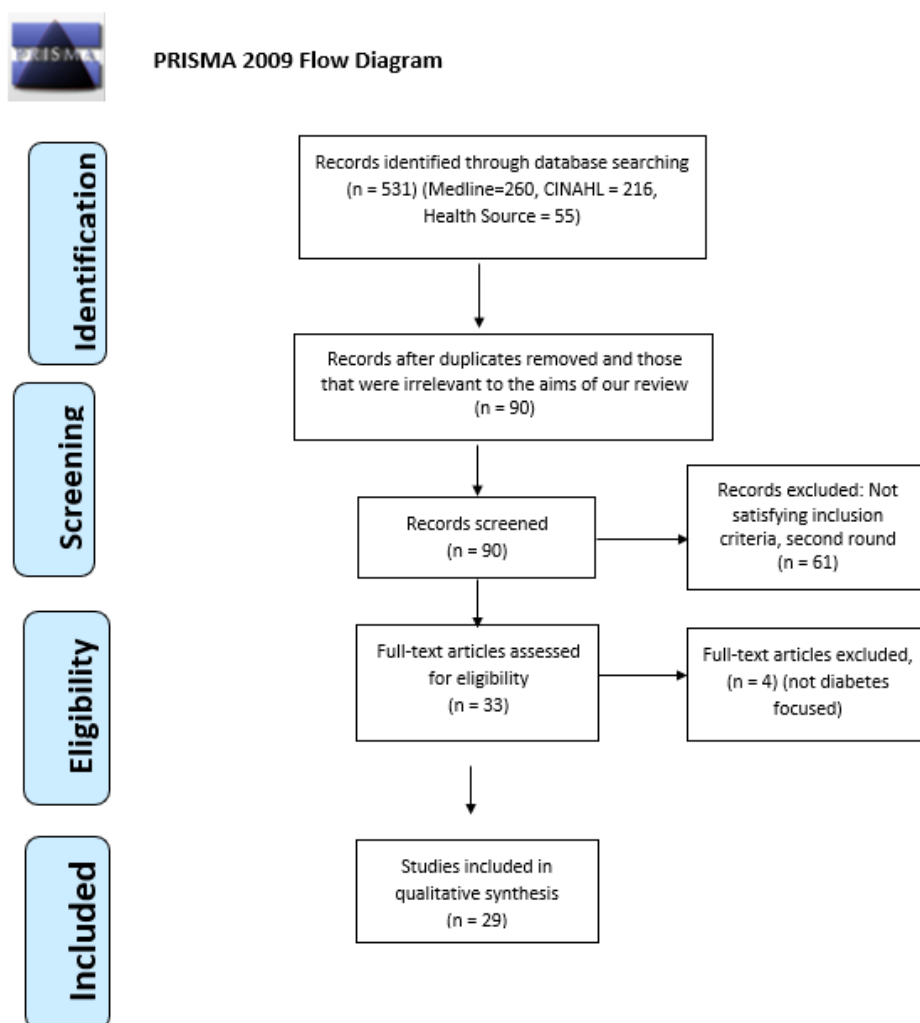 PRISMA
PRISMA 2009 Flow Diagram
Identification
Records identified through database searching
(n = 531) (Medline=260, CINAHL = 216,
Health Source = 55)
Records after duplicates removed and those
that were irrelevant to the aims of our review
(n = 90)
Screening
Records screened
(n = 90)
Records excluded: Not
satisfying inclusion
criteria, second round
(n = 61)
Eligibility
Full-text articles assessed
for eligibility
(n = 33)
Full-text articles excluded,
(n = 4) (not diabetes
focused)
Included
Studies included in
qualitative synthesis
(n = 29)